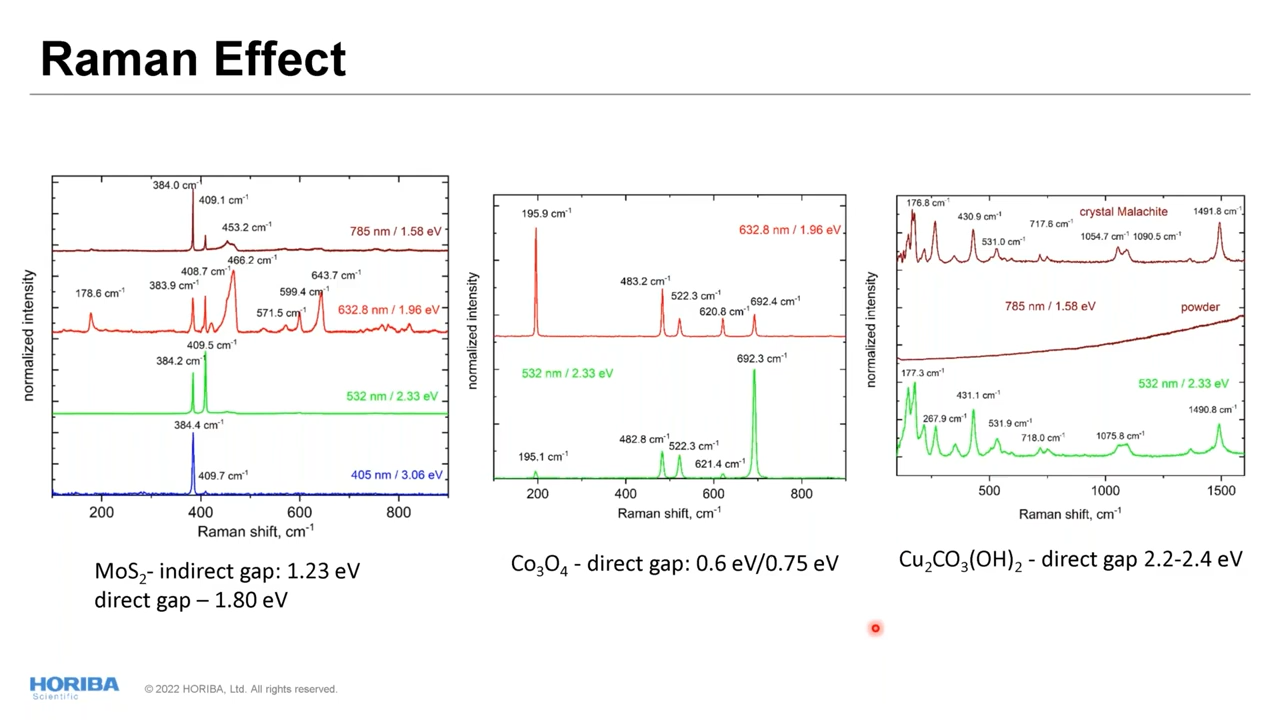 Raman Effect
384.0 cm⁻¹
409.1 cm⁻¹
453.2 cm⁻¹
785 nm / 1.58 eV
466.2 cm⁻¹
408.7 cm⁻¹
643.7 cm⁻¹
383.9 cm⁻¹
178.6 cm⁻¹
599.4 cm⁻¹
571.5 cm⁻¹
632.8 nm / 1.96 eV
409.5 cm⁻¹
384.2 cm⁻¹
532 nm / 2.33 eV
384.4 cm⁻¹
409.7 cm⁻¹
405 nm / 3.06 eV
normalized intensity
200 400 600 800
Raman shift, cm⁻¹
MoS₂- indirect gap: 1.23 eV
direct gap – 1.80 eV
195.9 cm⁻¹
632.8 nm / 1.96 eV
483.2 cm⁻¹
522.3 cm⁻¹
692.4 cm⁻¹
620.8 cm⁻¹
692.3 cm⁻¹
532 nm / 2.33 eV
482.8 cm⁻¹
522.3 cm⁻¹
195.1 cm⁻¹
621.4 cm⁻¹
normalized intensity
200 400 600 800
Raman shift, cm⁻¹
Co₃O₄ - direct gap: 0.6 eV/0.75 eV
176.8 cm⁻¹
crystal Malachite
1491.8 cm⁻¹
430.9 cm⁻¹
717.6 cm⁻¹
531.0 cm⁻¹
1054.7 cm⁻¹
1090.5 cm⁻¹
785 nm / 1.58 eV
powder
177.3 cm⁻¹
532 nm / 2.33 eV
431.1 cm⁻¹
1490.8 cm⁻¹
267.9 cm⁻¹
531.9 cm⁻¹
718.0 cm⁻¹
1075.8 cm⁻¹
normalized intensity
500 1000 1500
Raman shift, cm⁻¹
Cu₂CO₃(OH)₂ - direct gap 2.2-2.4 eV
HORIBA
Scientific
© 2022 HORIBA, Ltd. All rights reserved.